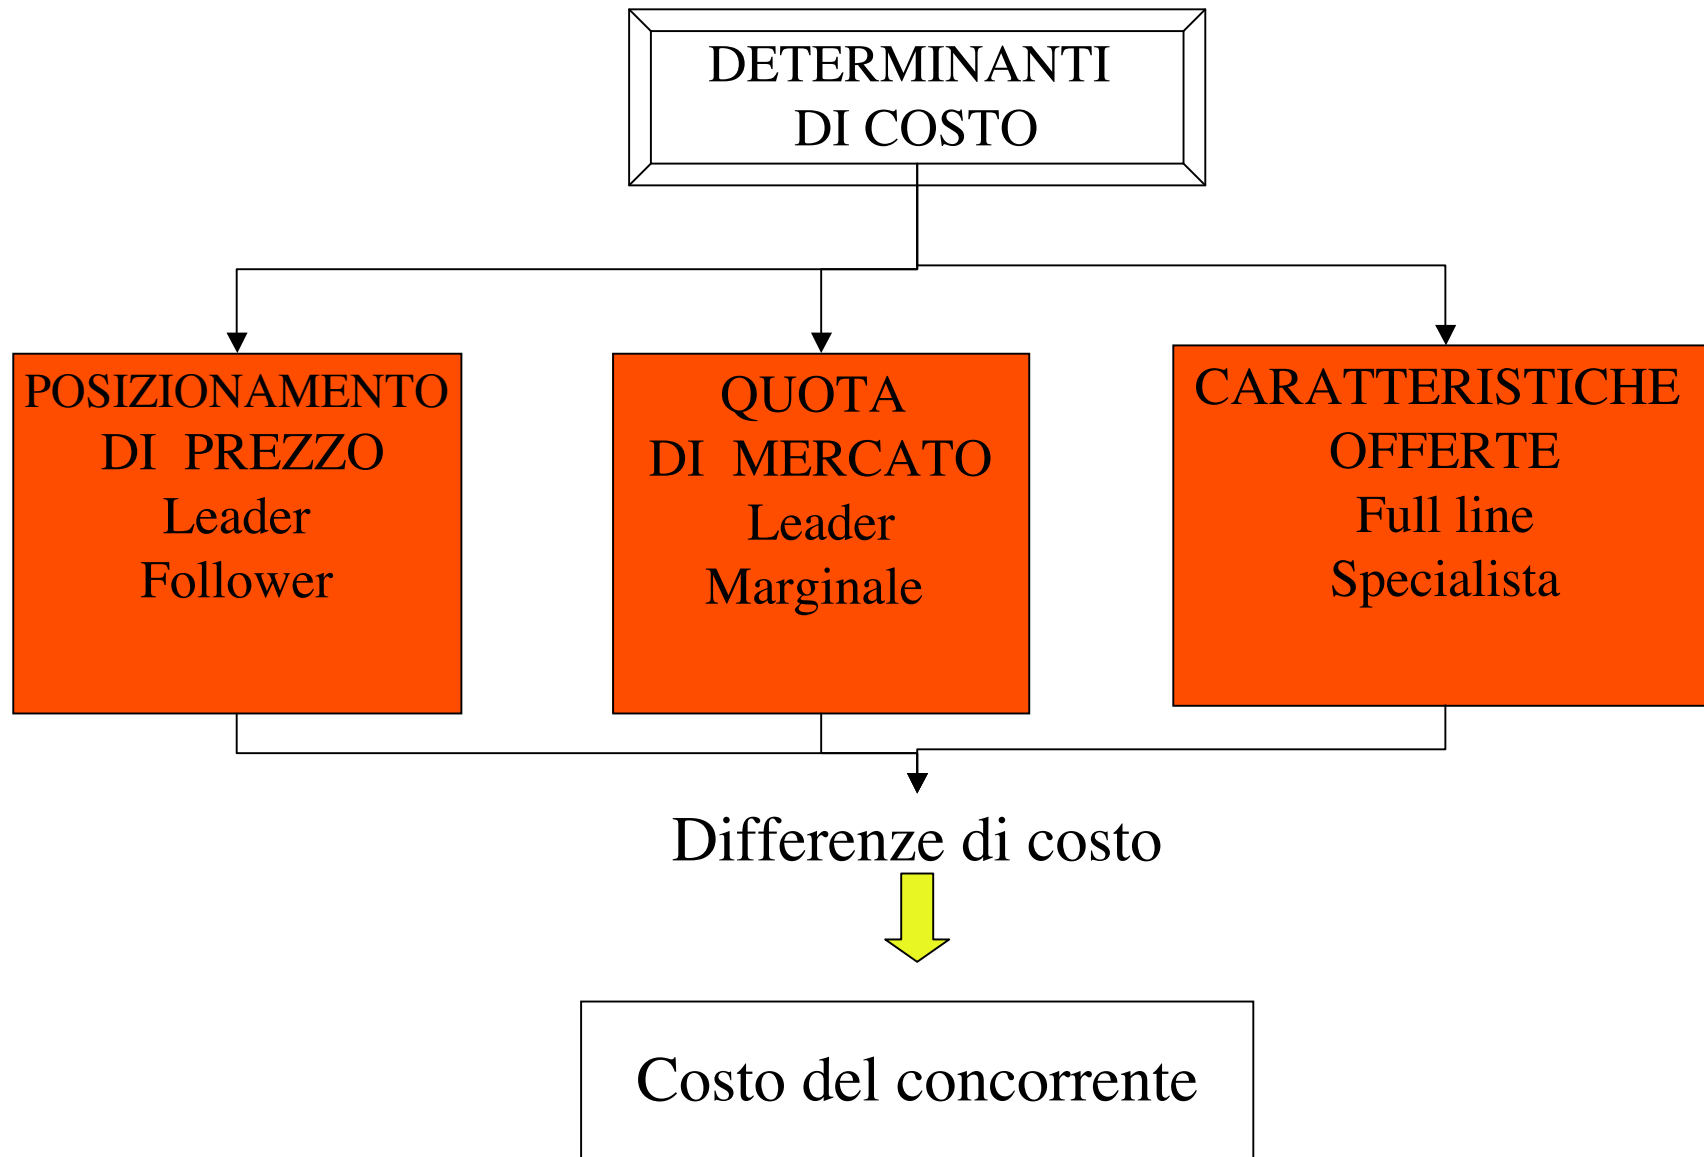 DETERMINANTI
DI COSTO
POSIZIONAMENTO
DI PREZZO
Leader
Follower
QUOTA
DI MERCATO
Leader
Marginale
CARATTERISTICHE
OFFERTE
Full line
Specialista
Differenze di costo
Costo del concorrente